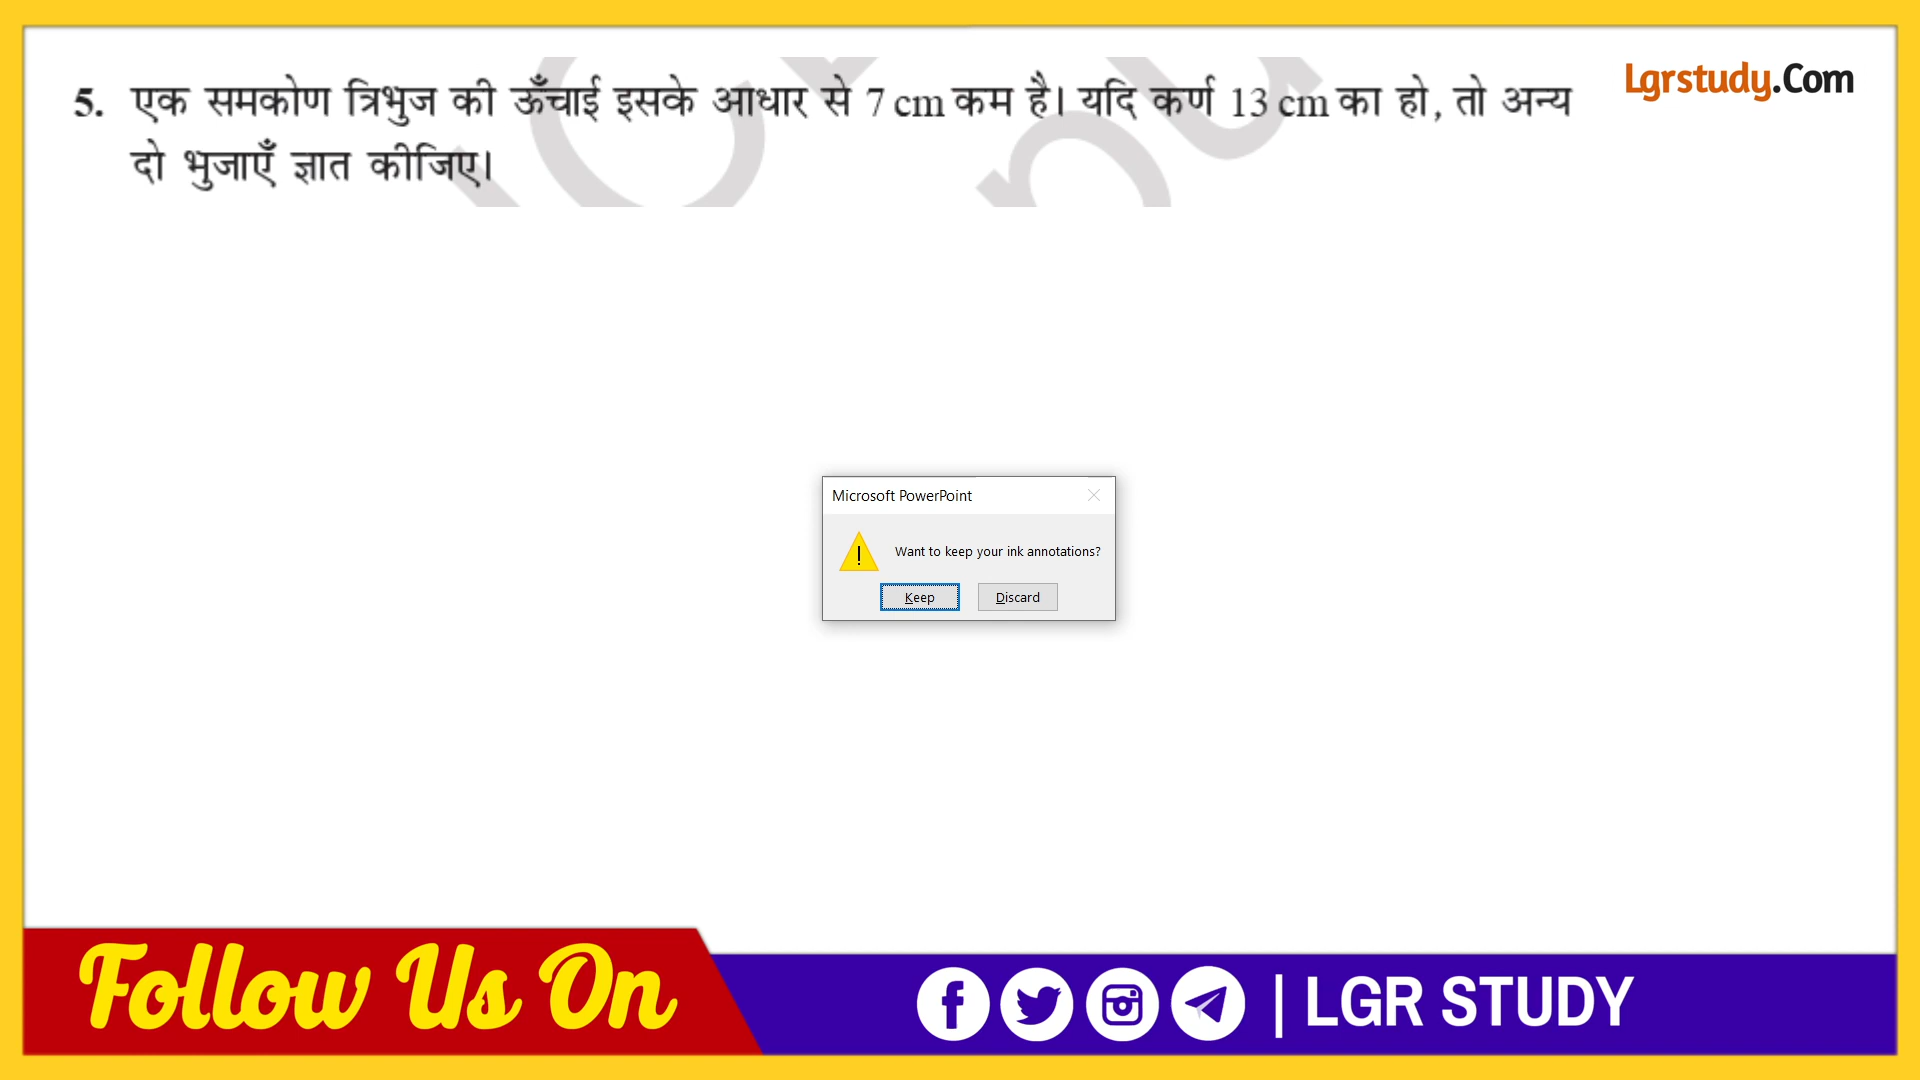 5. एक समकोण त्रिभुज की ऊँचाई इसके आधार से 7 cm कम है। यदि कर्ण 13 cm का हो, तो अन्य
दो भुजाएँ ज्ञात कीजिए।
Lgrstudy.Com
Microsoft PowerPoint
Want to keep your ink annotations?
Keep
Discard
Follow Us On
| LGR STUDY